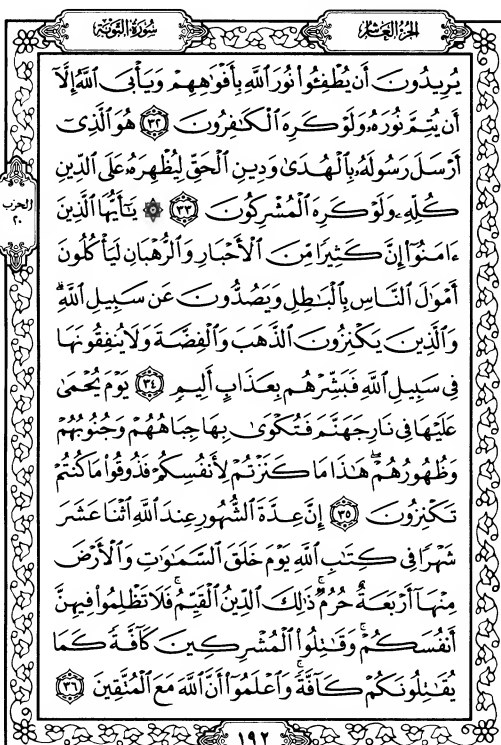 الجزء العاشر
سورة التوبة
يُرِيدُونَ أَن يُطْفِـُٔوا۟ نُورَ ٱللَّهِ بِأَفْوَٰهِهِمْ وَيَأْبَى ٱللَّهُ إِلَّآ
أَن يُتِمَّ نُورَهُۥ وَلَوْ كَرِهَ ٱلْكَـٰفِرُونَ ٣٢ هُوَ ٱلَّذِىٓ
أَرْسَلَ رَسُولَهُۥ بِٱلْهُدَىٰ وَدِينِ ٱلْحَقِّ لِيُظْهِرَهُۥ عَلَى ٱلدِّينِ
كُلِّهِۦ وَلَوْ كَرِهَ ٱلْمُشْرِكُونَ ٣٣ ۞ يَـٰٓأَيُّهَا ٱلَّذِينَ
ءَامَنُوٓا۟ إِنَّ كَثِيرًا مِّنَ ٱلْأَحْبَارِ وَٱلرُّهْبَانِ لَيَأْكُلُونَ
أَمْوَٰلَ ٱلنَّاسِ بِٱلْبَـٰطِلِ وَيَصُدُّونَ عَن سَبِيلِ ٱللَّهِ ۗ
وَٱلَّذِينَ يَكْنِزُونَ ٱلذَّهَبَ وَٱلْفِضَّةَ وَلَا يُنفِقُونَهَا
فِى سَبِيلِ ٱللَّهِ فَبَشِّرْهُم بِعَذَابٍ أَلِيمٍ ٣٤ يَوْمَ يُحْمَىٰ
عَلَيْهَا فِى نَارِ جَهَنَّمَ فَتُكْوَىٰ بِهَا جِبَاهُهُمْ وَجُنُوبُهُمْ
وَظُهُورُهُمْ ۖ هَـٰذَا مَا كَنَزْتُمْ لِأَنفُسِكُمْ فَذُوقُوا۟ مَا كُنتُمْ
تَكْنِزُونَ ٣٥ إِنَّ عِدَّةَ ٱلشُّهُورِ عِندَ ٱللَّهِ ٱثْنَا عَشَرَ
شَهْرًا فِى كِتَـٰبِ ٱللَّهِ يَوْمَ خَلَقَ ٱلسَّمَـٰوَٰتِ وَٱلْأَرْضَ
مِنْهَآ أَرْبَعَةٌ حُرُمٌ ۚ ذَٰلِكَ ٱلدِّينُ ٱلْقَيِّمُ ۚ فَلَا تَظْلِمُوا۟ فِيهِنَّ
أَنفُسَكُمْ ۚ وَقَـٰتِلُوا۟ ٱلْمُشْرِكِينَ كَآفَّةً كَمَا
يُقَـٰتِلُونَكُمْ كَآفَّةً ۚ وَٱعْلَمُوٓا۟ أَنَّ ٱللَّهَ مَعَ ٱلْمُتَّقِينَ ٣٦
الحزب
٢٠
١٩٢